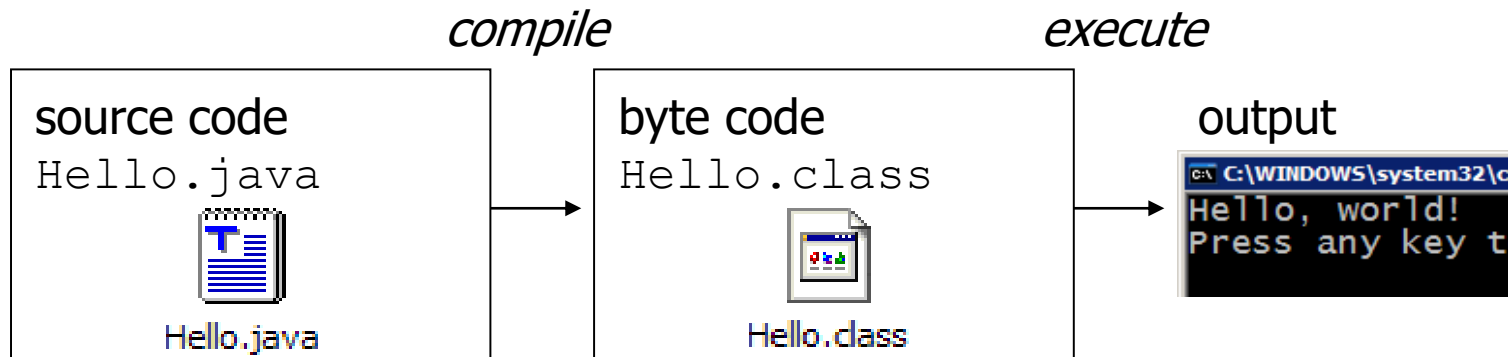 compile
execute
source code
Hello.java
Hello.java
byte code
Hello.class
Hello.class
output
C:\WINDOWS\system32\c
Hello, world!
Press any key t